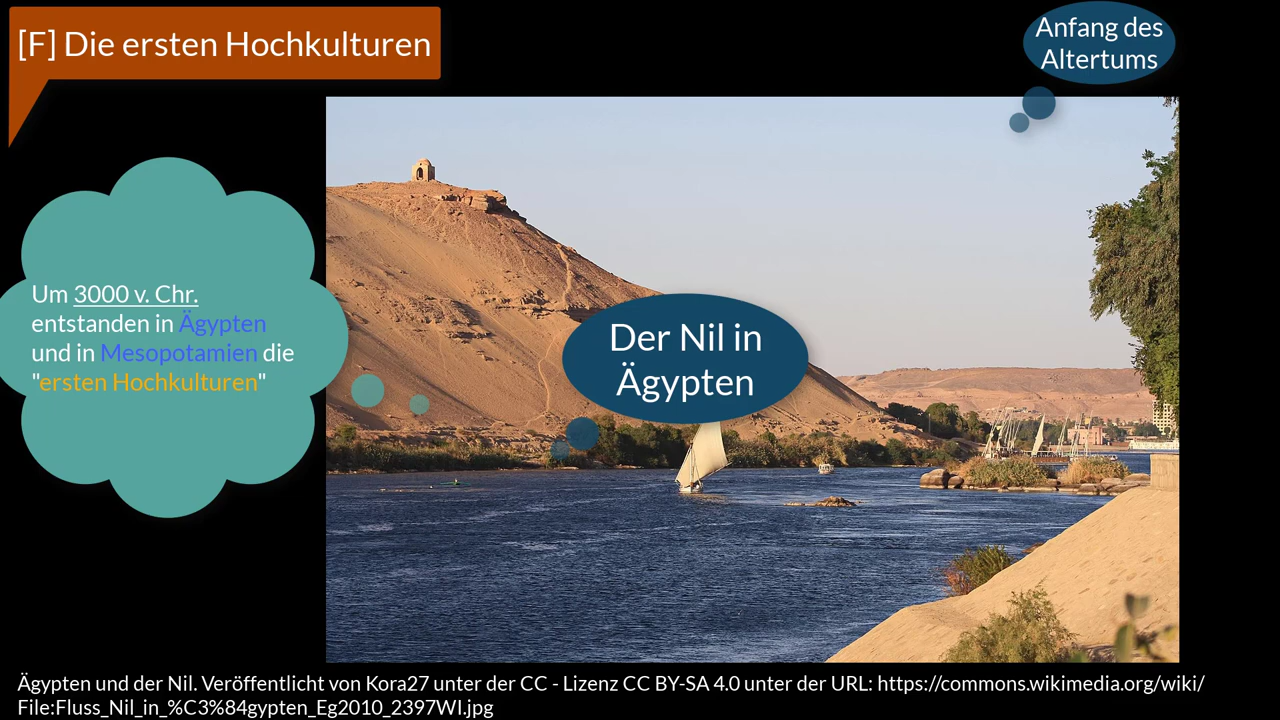 [F] Die ersten Hochkulturen
Anfang des
Altertums
Um 3000 v. Chr.
entstanden in Ägypten
und in Mesopotamien die
"ersten Hochkulturen"
Der Nil in
Ägypten
Ägypten und der Nil. Veröffentlicht von Kora27 unter der CC - Lizenz CC BY-SA 4.0 unter der URL: https://commons.wikimedia.org/wiki/
File:Fluss_Nil_in_%C3%84gypten_Eg2010_2397WI.jpg